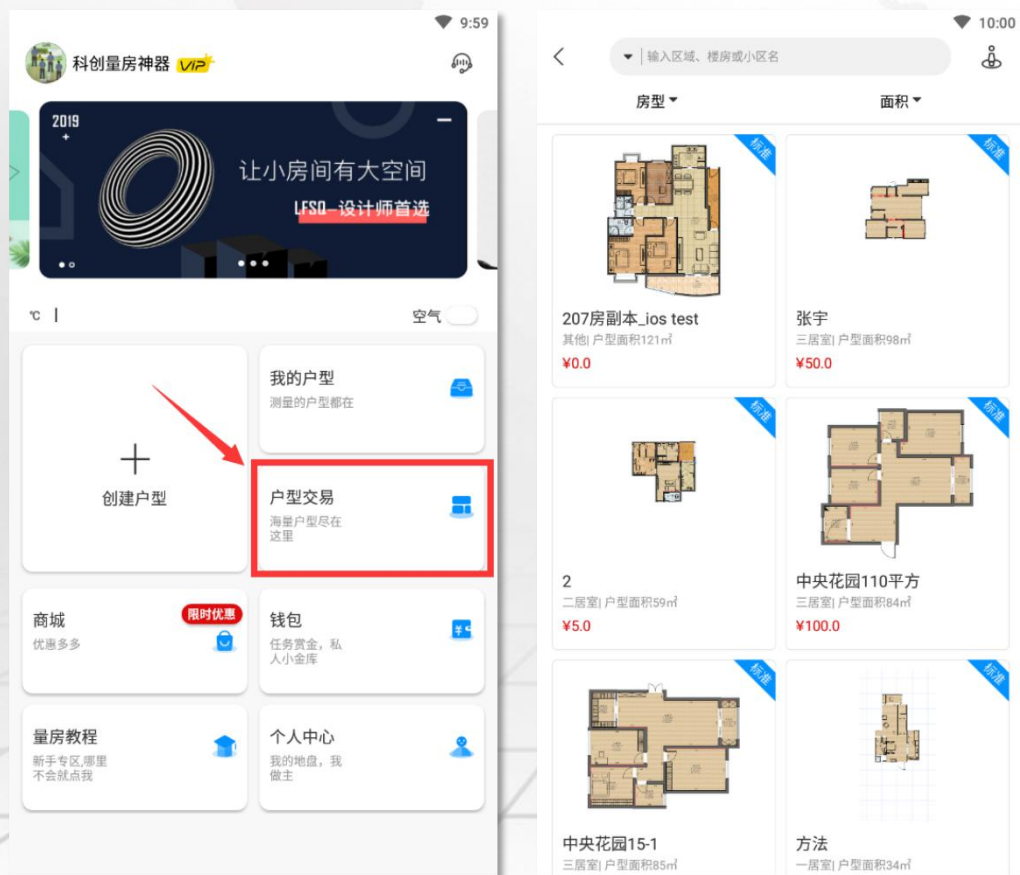 9:59
科创量房神器 VIP
2019
+
让小房间有大空间
LFSQ—设计师首选
℃ |
空气
创建户型
我的户型
测量的户型都在
户型交易
海量户型尽在
这里
商城
限时优惠
优惠多多
钱包
任务赏金，私
人小金库
量房教程
新手专区,哪里
不会就点我
个人中心
我的地盘，我
做主
10:00
输入区域、楼房或小区名
房型
面积
标准
207房副本_ios test
其他| 户型面积121㎡
¥0.0
标准
张宇
三居室| 户型面积98㎡
¥50.0
标准
2
二居室| 户型面积59㎡
¥5.0
标准
中央花园110平方
三居室| 户型面积84㎡
¥100.0
标准
中央花园15-1
三居室| 户型面积85㎡
标准
方法
一居室| 户型面积34㎡